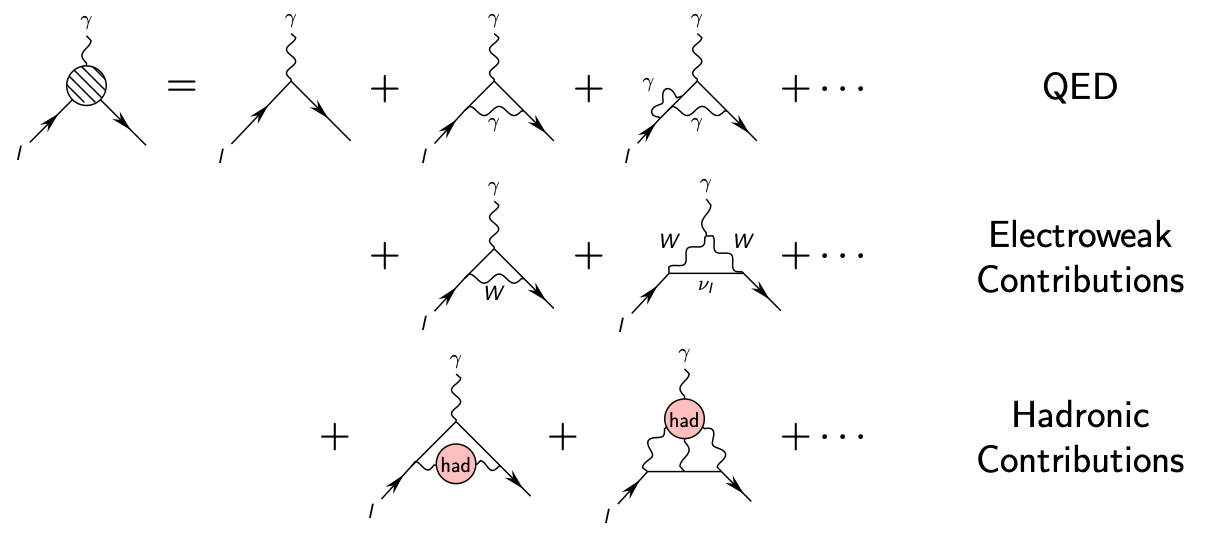 γ γ γ γ
= + + γ + ⋯ QED
γ γ
l l l l
γ γ
+ + W W + ⋯ Electroweak
Contributions
W ν_l
l l
γ γ
+ had + had + ⋯ Hadronic
Contributions
l l